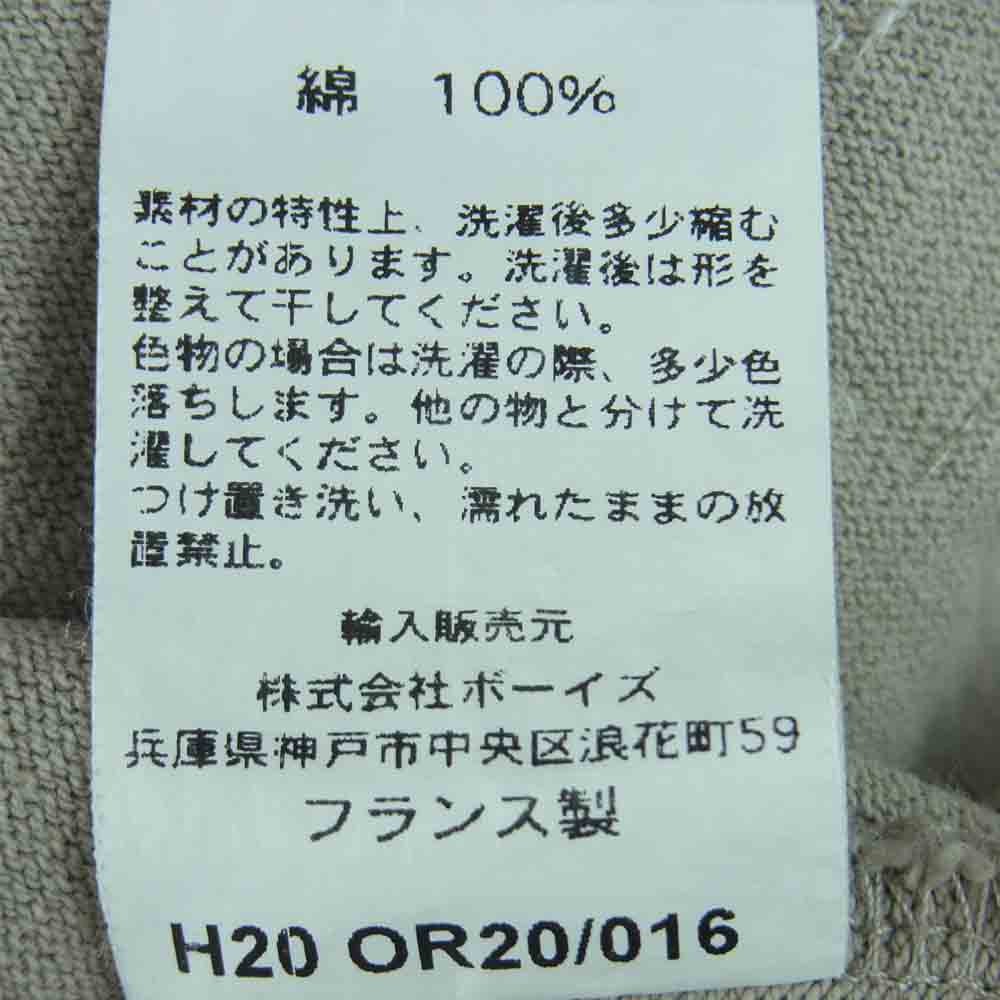 綿 100%
素材の特性上、洗濯後多少縮む
ことがあります。洗濯後は形を
整えて干してください。
色物の場合は洗濯の際、多少色
落ちします。他の物と分けて洗
濯してください。
つけ置き洗い、濡れたままの放
置禁止。
輸入販売元
株式会社ボーイズ
兵庫県神戸市中央区浪花町59
フランス製
H20 OR20/016